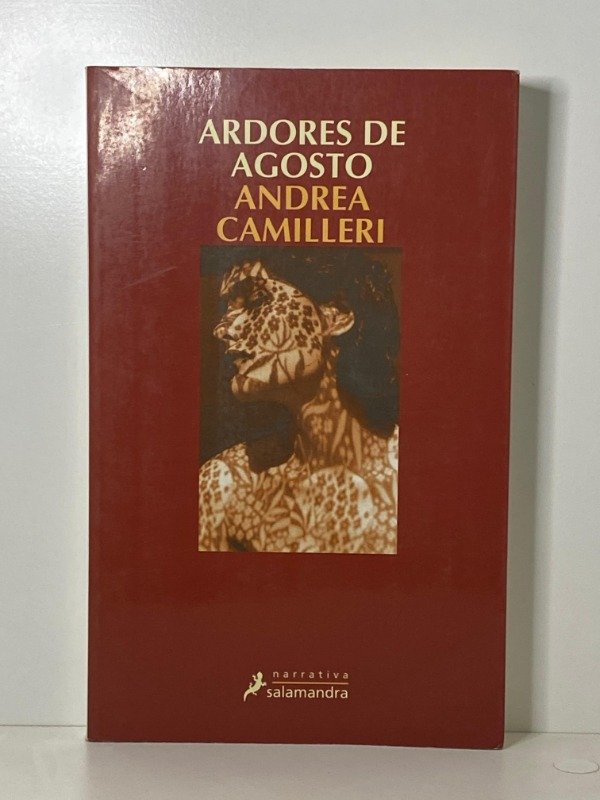 ARDORES DE
AGOSTO
ANDREA
CAMILLERI
narrativa
salamandra